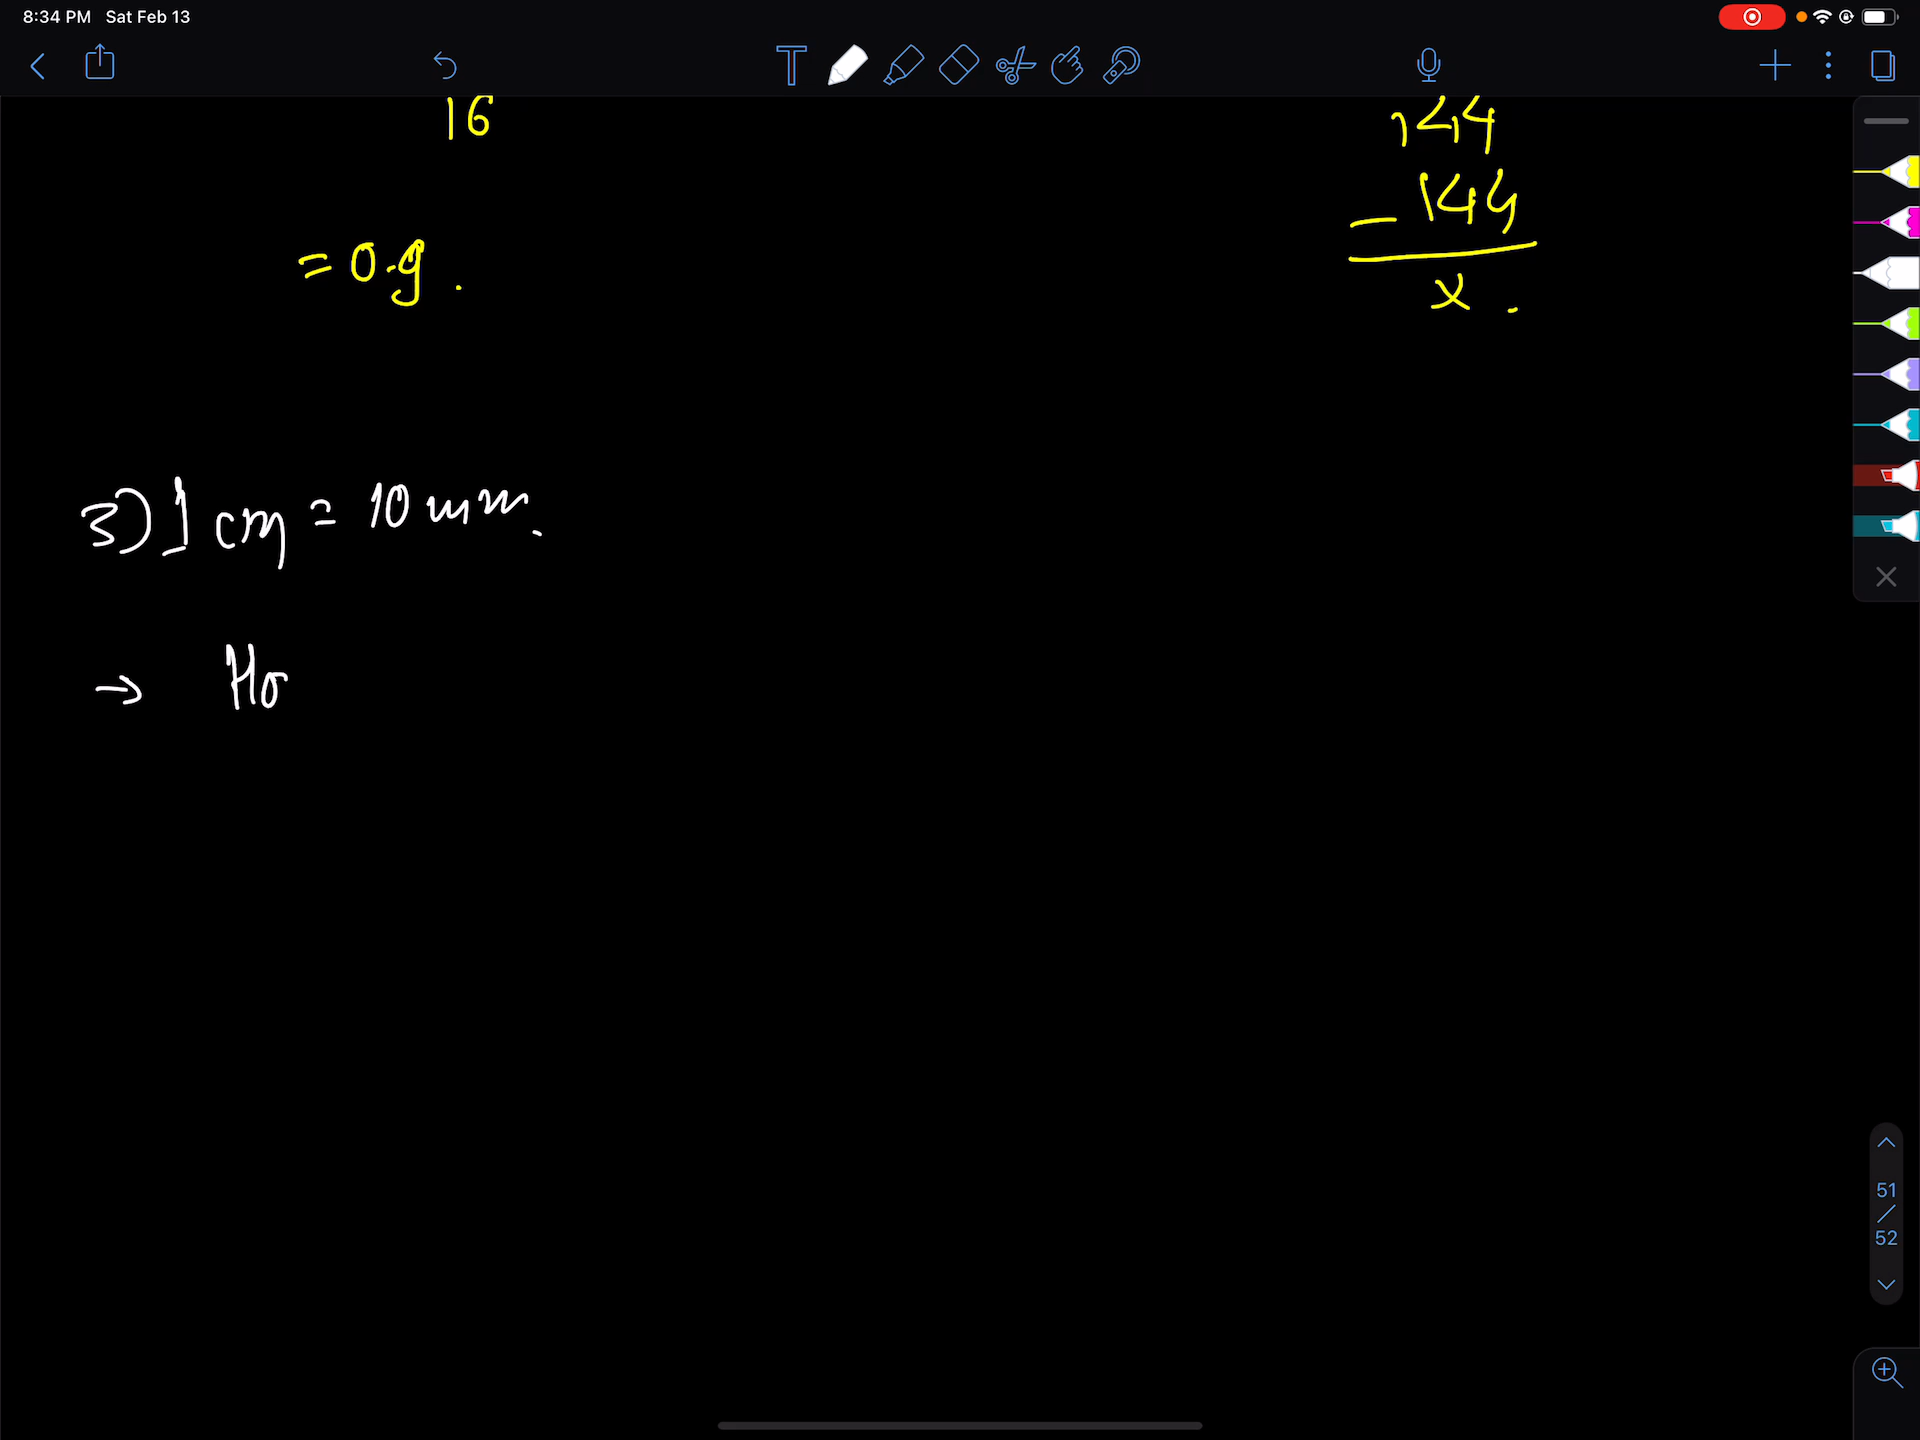 8:34 PM Sat Feb 13
16
144
- 144
= 0.9.
x.
3) 1 cm = 10 mm.
→ Ho
51
/
52